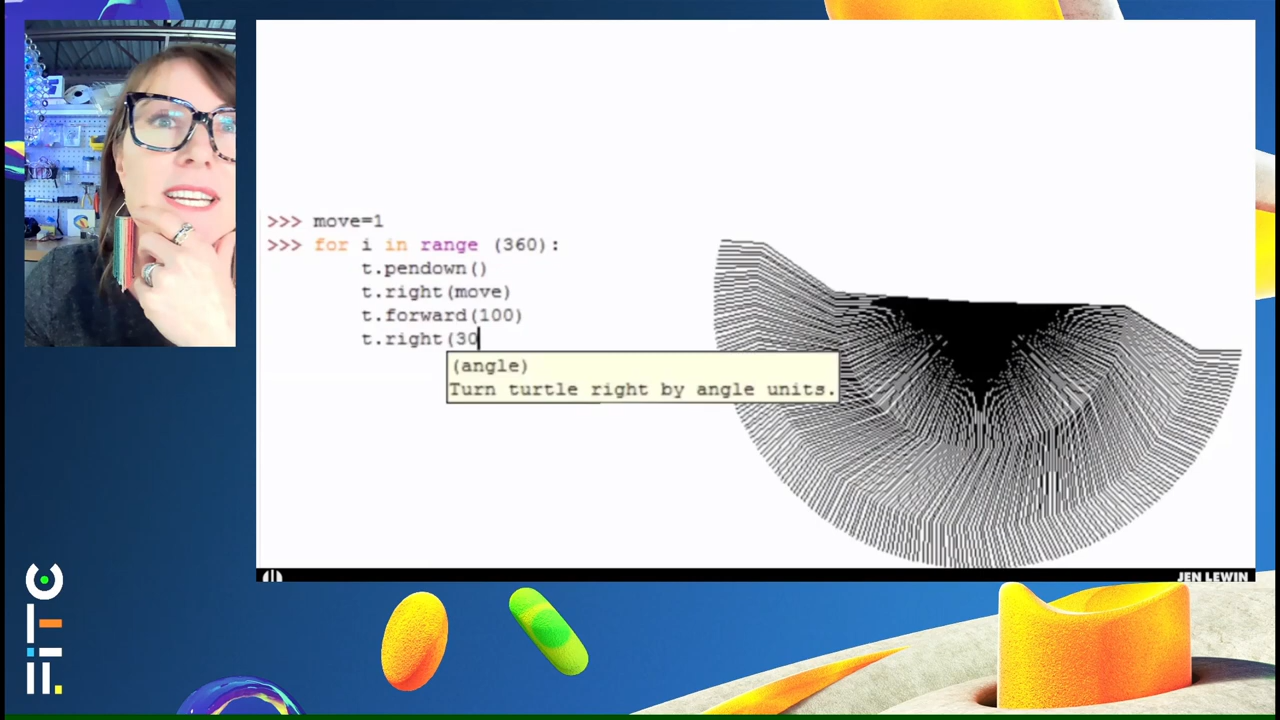 >>> move=1
>>> for i in range (360):
t.pendown()
t.right(move)
t.forward(100)
t.right(30
(angle)
Turn turtle right by angle units.
JEN LEWIN
FITC